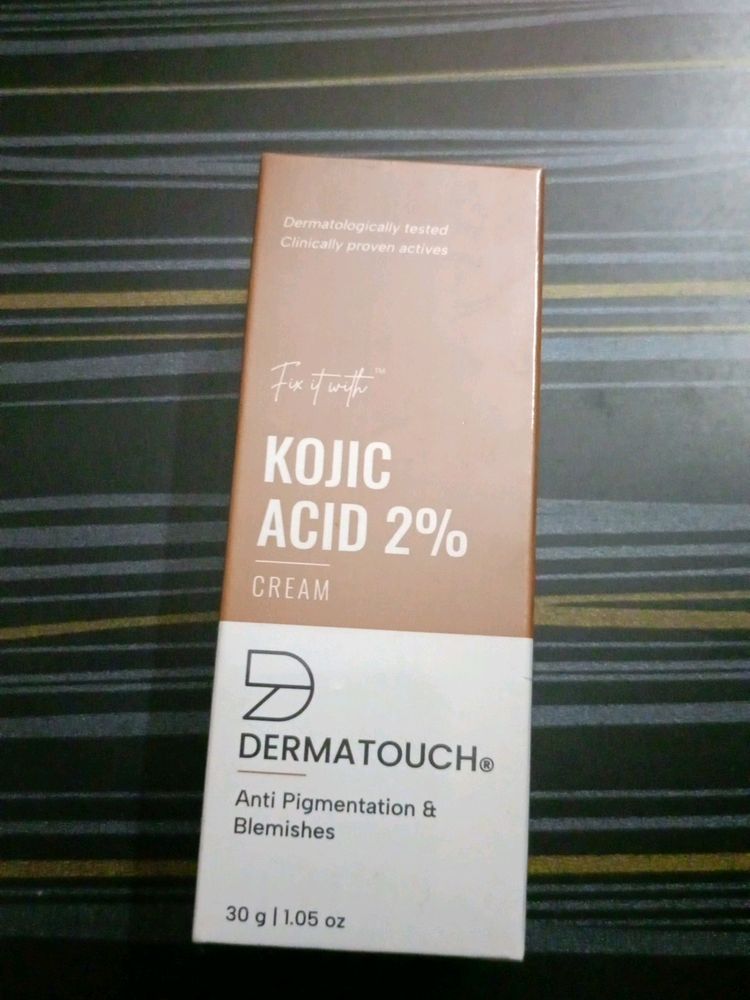 Dermatologically tested
Clinically proven actives
Fix it with™
KOJIC
ACID 2%
CREAM
DERMATOUCH®
Anti Pigmentation &
Blemishes
30 g | 1.05 oz